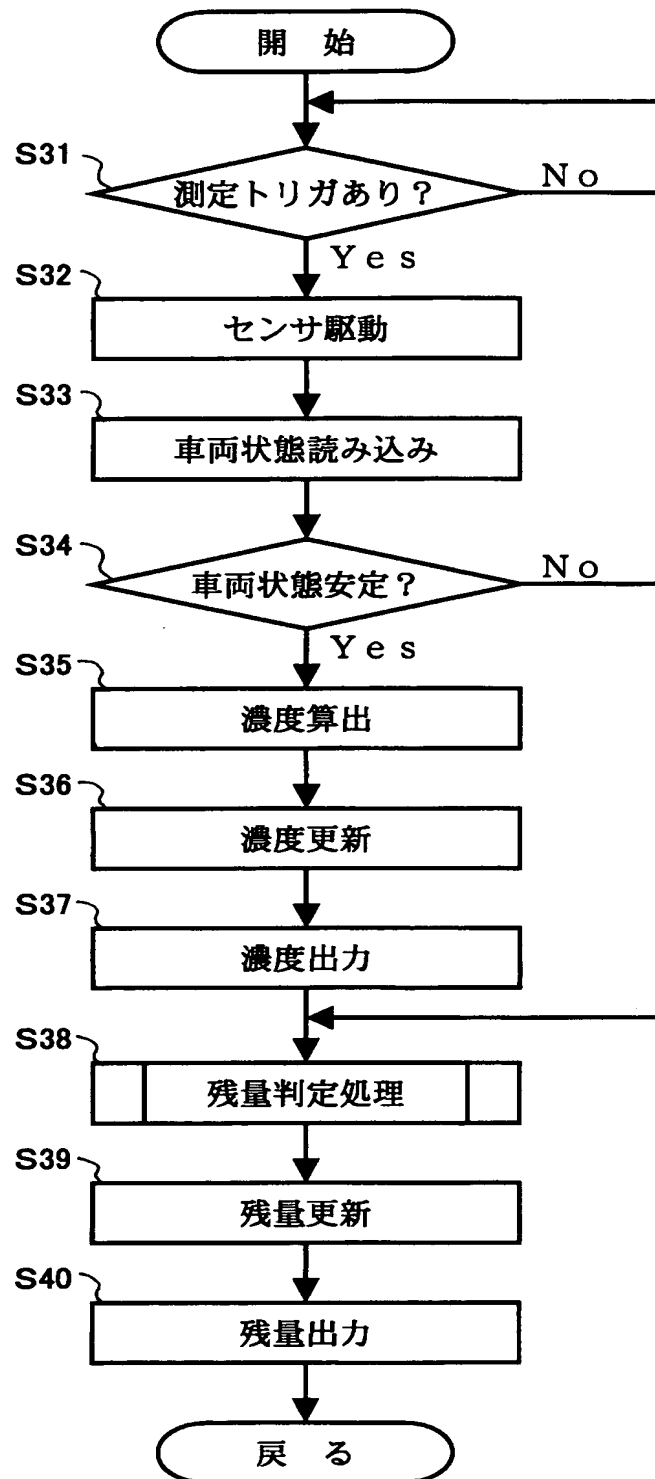 開 始
S31
測定トリガあり?
No
Yes
S32
センサ駆動
S33
車両状態読み込み
S34
車両状態安定?
No
Yes
S35
濃度算出
S36
濃度更新
S37
濃度出力
S38
残量判定処理
S39
残量更新
S40
残量出力
戻 る